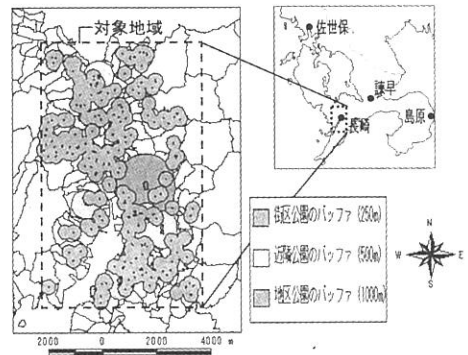 対象地域
佐世保
諫早
長崎
島原
街区公園のバッファ (250m)
近隣公園のバッファ (500m)
地区公園のバッファ (1000m)
N
W E
S
2000 0 2000 4000 m